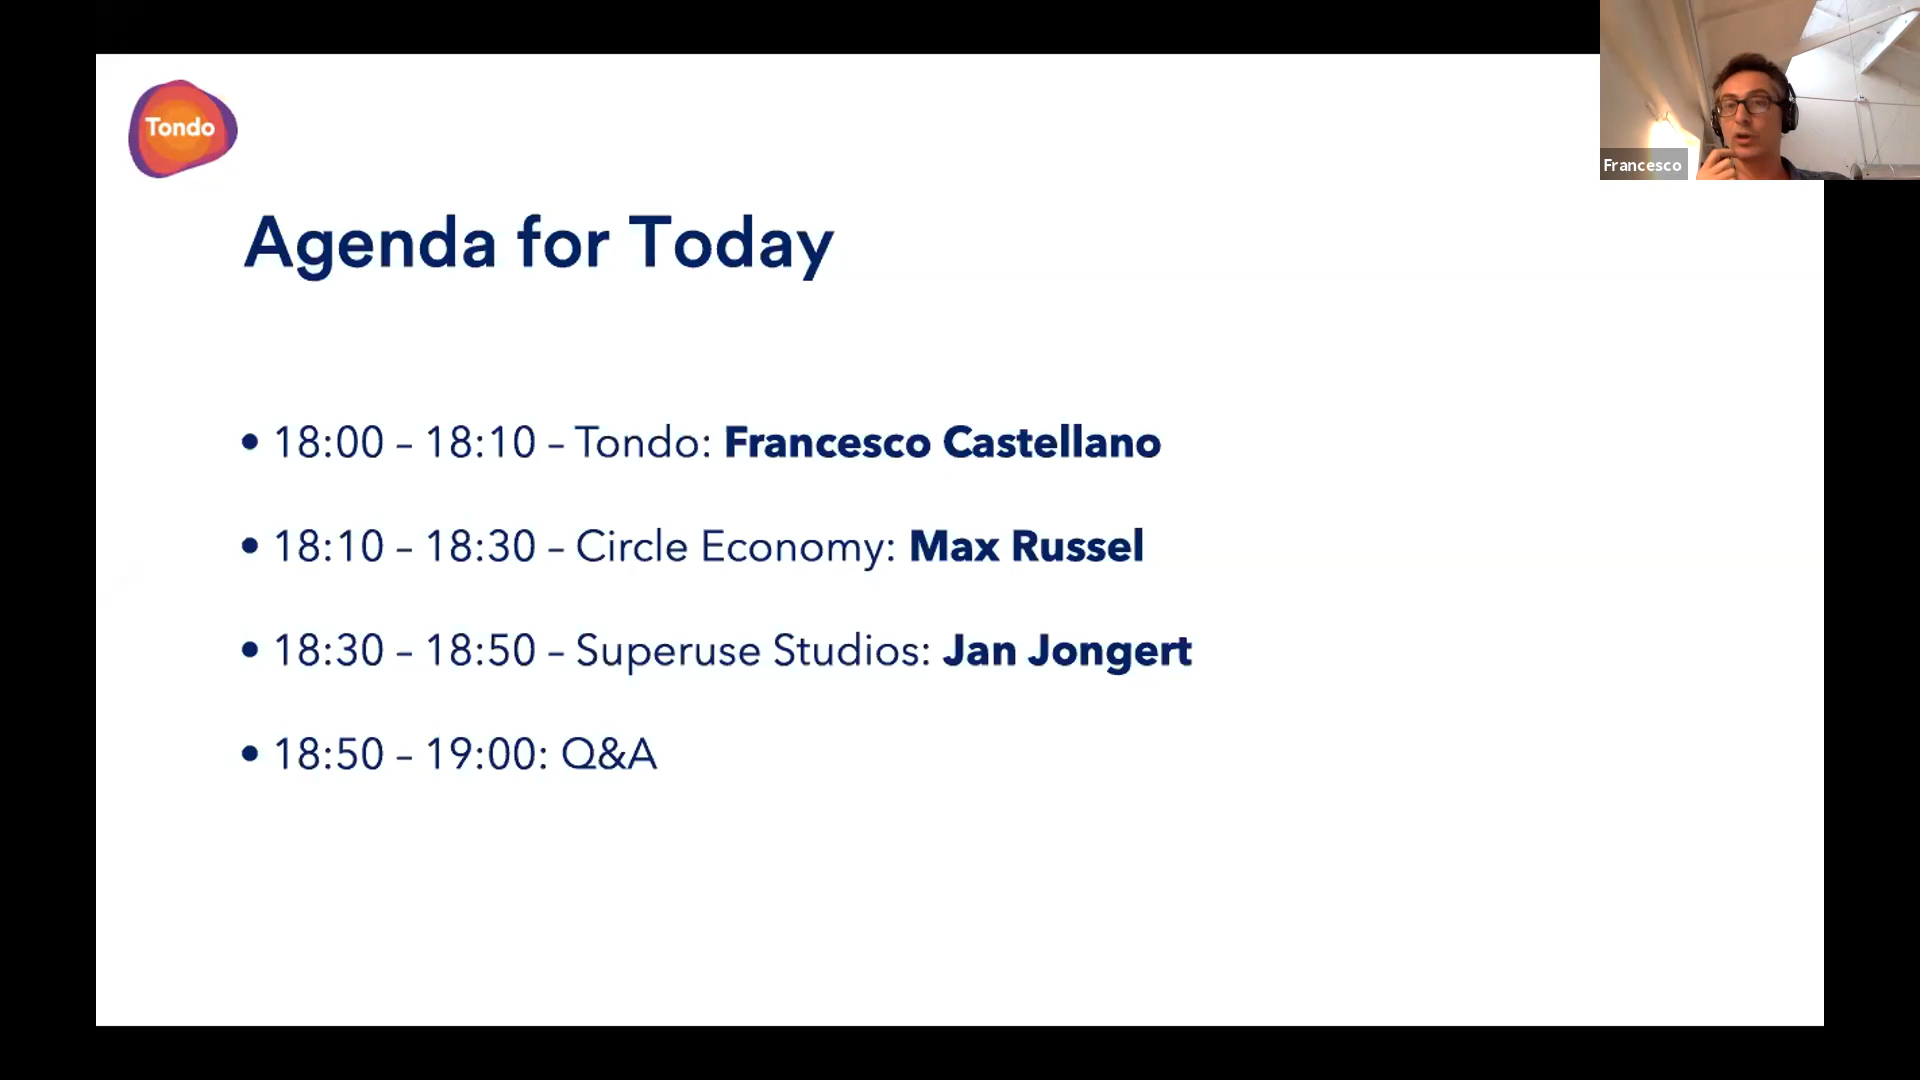 Tondo
Francesco
Agenda for Today
• 18:00 – 18:10 – Tondo: Francesco Castellano
• 18:10 – 18:30 – Circle Economy: Max Russel
• 18:30 – 18:50 – Superuse Studios: Jan Jongert
• 18:50 – 19:00: Q&A